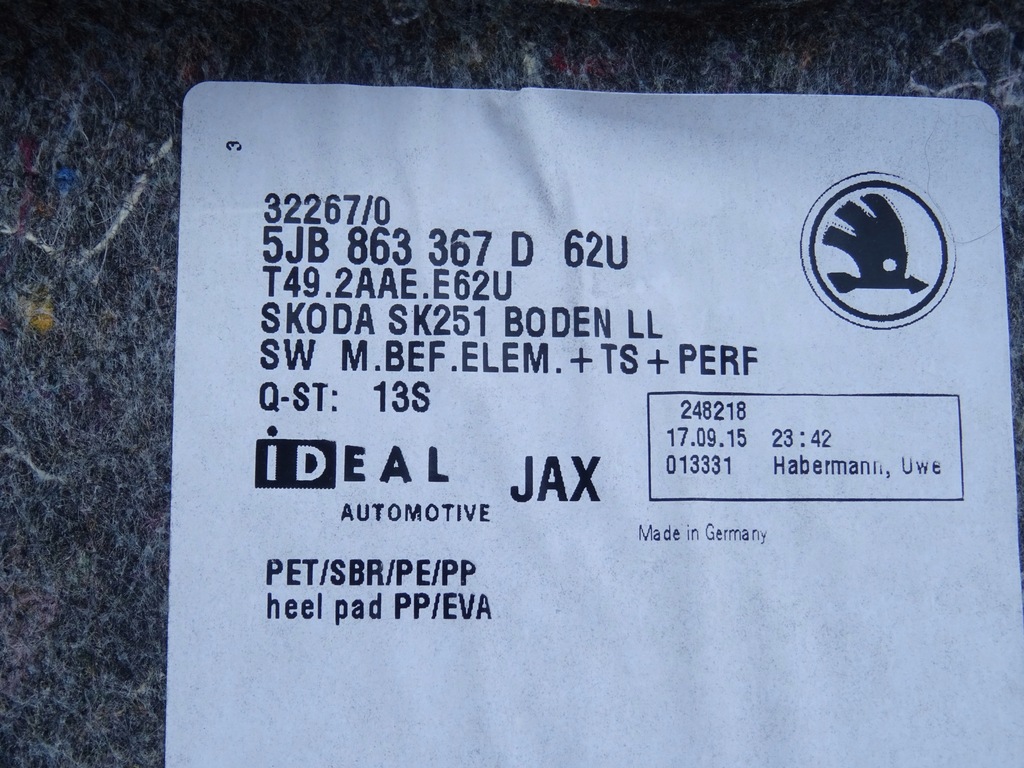 3
32267/0
5JB 863 367 D 62U
T49.2AAE.E62U
SKODA SK251 BODEN LL
SW M.BEF.ELEM.+TS+PERF
Q-ST: 13S
248218
17.09.15 23:42
013331 Habermann, Uwe
iDEAL
AUTOMOTIVE
JAX
Made in Germany
PET/SBR/PE/PP
heel pad PP/EVA